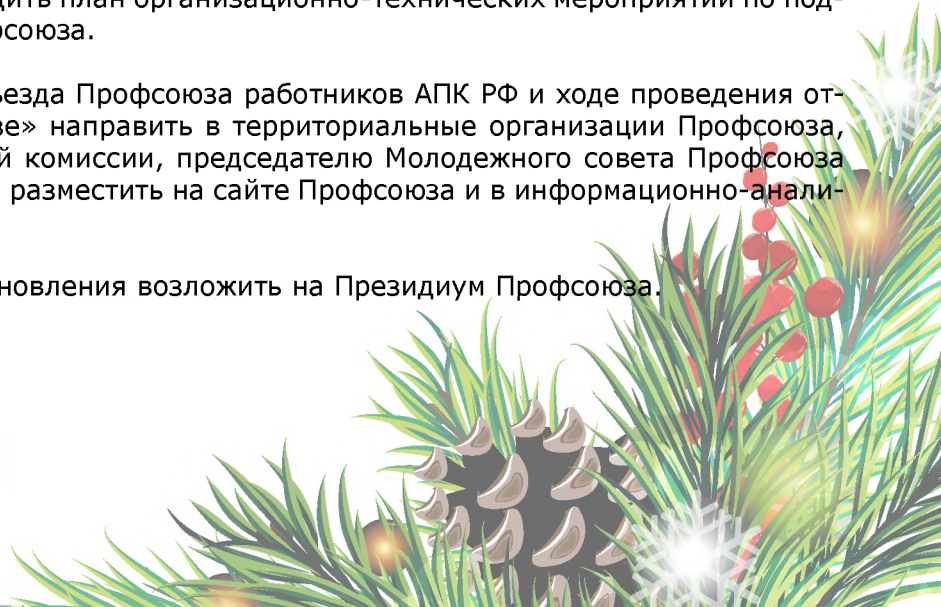 дить план организационно-технических мероприятий по под-
союза.
езда Профсоюза работников АПК РФ и ходе проведения от-
ве» направить в территориальные организации Профсоюза,
й комиссии, председателю Молодежного совета Профсоюза
разместить на сайте Профсоюза и в информационно-анали-
новления возложить на Президиум Профсоюза.